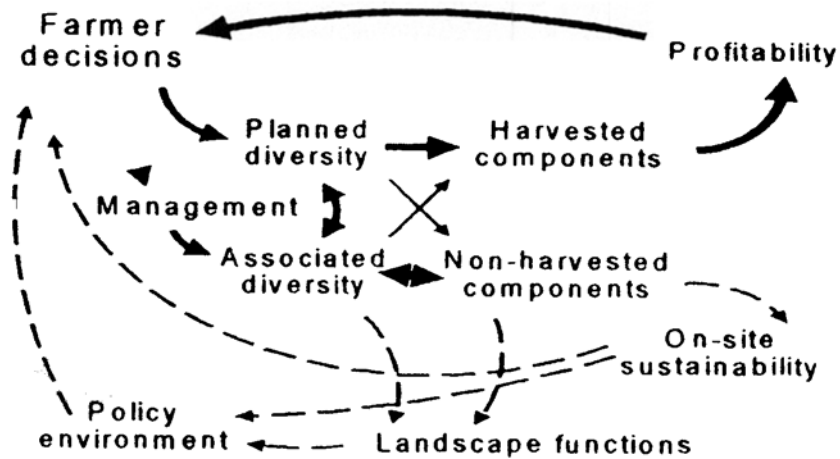 Farmer
decisions
Profitability
Planned
diversity
Harvested
components
Management
Associated
diversity
Non-harvested
components
On-site
sustainability
Policy
environment
Landscape functions